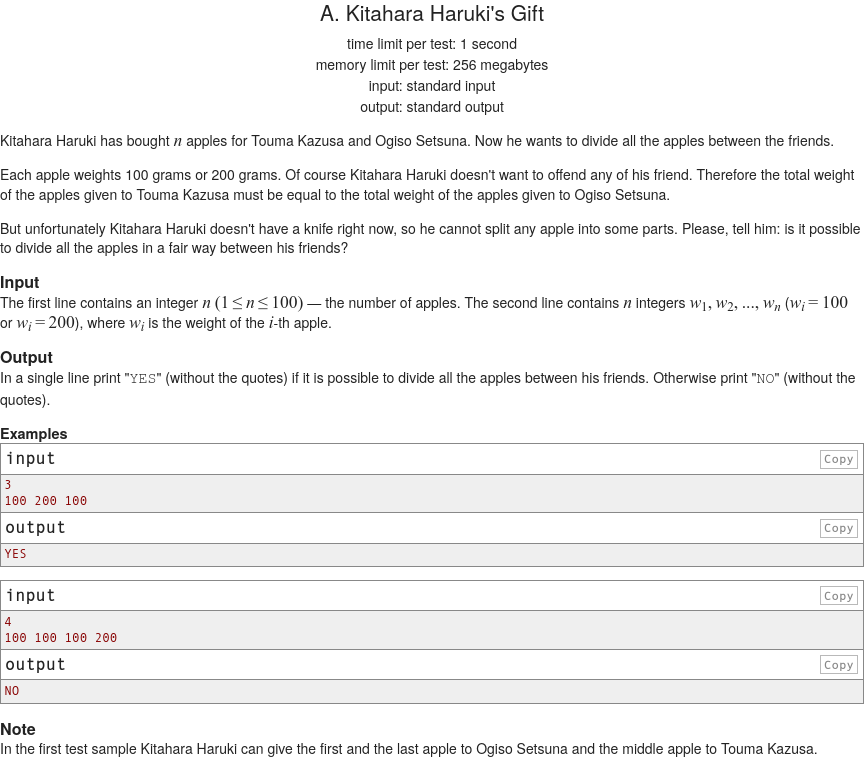 A. Kitahara Haruki's Gift
time limit per test: 1 second
memory limit per test: 256 megabytes
input: standard input
output: standard output
Kitahara Haruki has bought n apples for Touma Kazusa and Ogiso Setsuna. Now he wants to divide all the apples between the friends.
Each apple weights 100 grams or 200 grams. Of course Kitahara Haruki doesn't want to offend any of his friend. Therefore the total weight
of the apples given to Touma Kazusa must be equal to the total weight of the apples given to Ogiso Setsuna.
But unfortunately Kitahara Haruki doesn't have a knife right now, so he cannot split any apple into some parts. Please, tell him: is it possible
to divide all the apples in a fair way between his friends?
Input
The first line contains an integer n (1 ≤ n ≤ 100) — the number of apples. The second line contains n integers w1, w2, ..., wn (wi = 100
or wi = 200), where wi is the weight of the i-th apple.
Output
In a single line print "YES" (without the quotes) if it is possible to divide all the apples between his friends. Otherwise print "NO" (without the
quotes).
Examples
input Copy
3
100 200 100
output Copy
YES
input Copy
4
100 100 100 200
output Copy
NO
Note
In the first test sample Kitahara Haruki can give the first and the last apple to Ogiso Setsuna and the middle apple to Touma Kazusa.